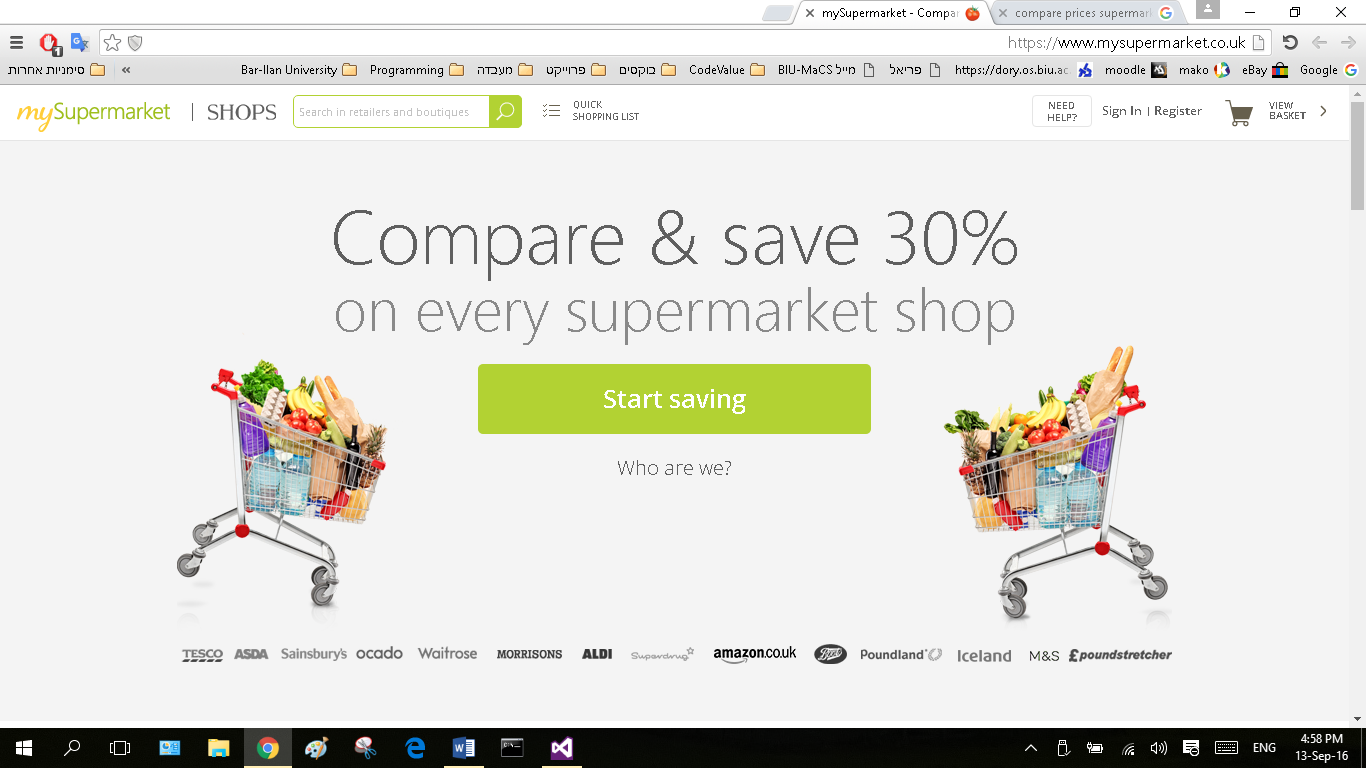 mySupermarket - Compar
compare prices supermark
1
https://www.mysupermarket.co.uk
סימניות אחרות
«
Bar-Ilan University
Programming
מעבדה
פרוייקט
בוקסים
CodeValue
BIU-MaCS מייל
פריאל
https://dory.os.biu.ac
moodle
mako
eBay
Google
mySupermarket | SHOPS
Search in retailers and boutiques
QUICK
SHOPPING LIST
NEED
HELP?
Sign In | Register
VIEW
BASKET
Compare & save 30%
on every supermarket shop
Start saving
Who are we?
TESCO ASDA Sainsbury's ocado Waitrose MORRISONS ALDI Superdrug amazon.co.uk Boots Poundland Iceland M&S £poundstretcher
ENG
4:58 PM
13-Sep-16